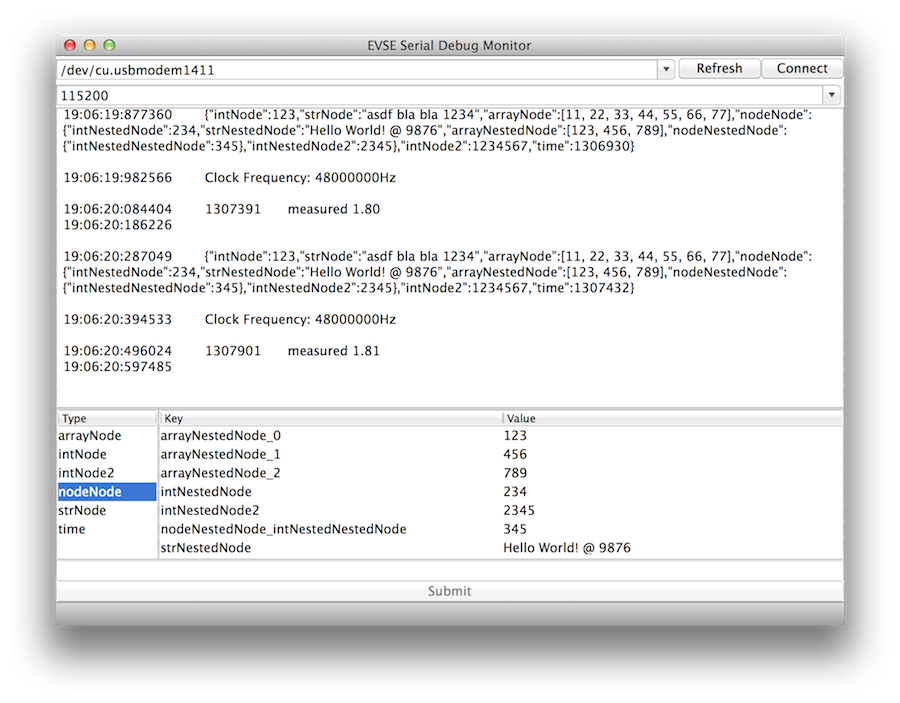 EVSE Serial Debug Monitor
/dev/cu.usbmodem1411 Refresh Connect
115200
19:06:19:877360 {"intNode":123,"strNode":"asdf bla bla 1234","arrayNode":[11, 22, 33, 44, 55, 66, 77],"nodeNode":
{"intNestedNode":234,"strNestedNode":"Hello World! @ 9876","arrayNestedNode":[123, 456, 789],"nodeNestedNode":
{"intNestedNestedNode":345},"intNestedNode2":2345},"intNode2":1234567,"time":1306930}
19:06:19:982566 Clock Frequency: 48000000Hz
19:06:20:084404 1307391 measured 1.80
19:06:20:186226
19:06:20:287049 {"intNode":123,"strNode":"asdf bla bla 1234","arrayNode":[11, 22, 33, 44, 55, 66, 77],"nodeNode":
{"intNestedNode":234,"strNestedNode":"Hello World! @ 9876","arrayNestedNode":[123, 456, 789],"nodeNestedNode":
{"intNestedNestedNode":345},"intNestedNode2":2345},"intNode2":1234567,"time":1307432}
19:06:20:394533 Clock Frequency: 48000000Hz
19:06:20:496024 1307901 measured 1.81
19:06:20:597485
Type Key Value
arrayNode arrayNestedNode_0 123
intNode arrayNestedNode_1 456
intNode2 arrayNestedNode_2 789
nodeNode intNestedNode 234
strNode intNestedNode2 2345
time nodeNestedNode_intNestedNestedNode 345
strNestedNode Hello World! @ 9876
Submit